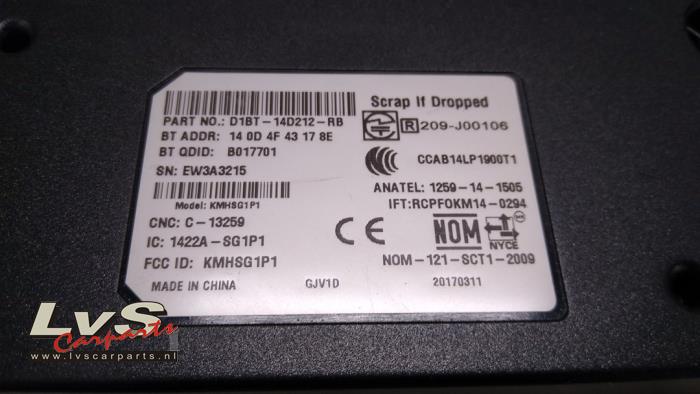 PART NO.: D1BT-14D212-RB
BT ADDR: 14 0D 4F 43 17 8E
BT QDID: B017701
SN: EW3A3215
Model: KMHSG1P1
CNC: C-13259
IC: 1422A-SG1P1
FCC ID: KMHSG1P1
MADE IN CHINA
GJV1D
Scrap If Dropped
R 209-J00106
CCAB14LP1900T1
ANATEL: 1259-14-1505
IFT:RCPFOKM14-0294
CE
NOM
NYCE
NOM-121-SCT1-2009
20170311
LvS
Carparts
www.lvscarparts.nl